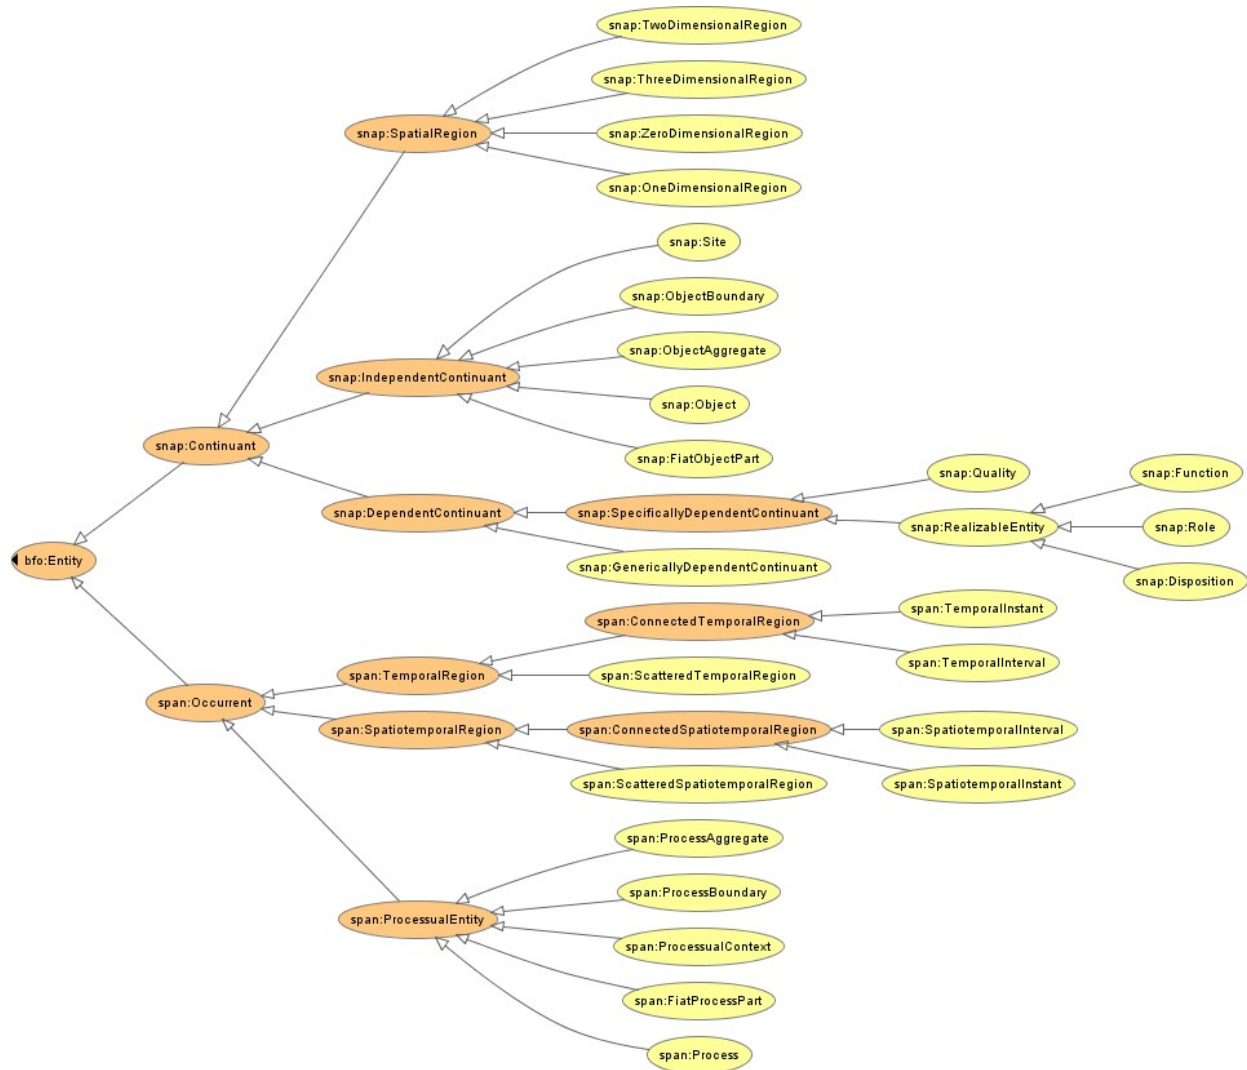 snap:TwoDimensionalRegion
snap:ThreeDimensionalRegion
snap:SpatialRegion
snap:ZeroDimensionalRegion
snap:OneDimensionalRegion
snap:Site
snap:ObjectBoundary
snap:ObjectAggregate
snap:IndependentContinuant
snap:Object
snap:Continuant
snap:FiatObjectPart
snap:Quality
snap:Function
snap:DependentContinuant
snap:SpecificallyDependentContinuant
snap:RealizableEntity
snap:Role
bfo:Entity
snap:GenericallyDependentContinuant
snap:Disposition
span:ConnectedTemporalRegion
span:TemporalInstant
span:TemporalInterval
span:TemporalRegion
span:ScatteredTemporalRegion
span:Occurrent
span:SpatiotemporalRegion
span:ConnectedSpatiotemporalRegion
span:SpatiotemporalInterval
span:ScatteredSpatiotemporalRegion
span:SpatiotemporalInstant
span:ProcessAggregate
span:ProcessBoundary
span:ProcessualEntity
span:ProcessualContext
span:FiatProcessPart
span:Process